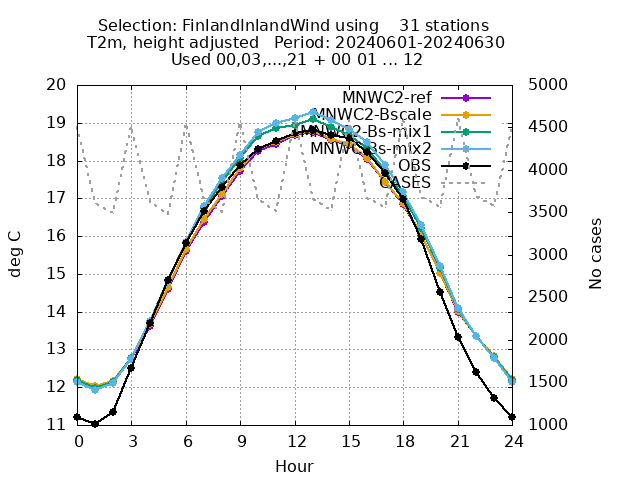 Selection: FinlandInlandWind using    31 stations
T2m, height adjusted   Period: 20240601-20240630
Used 00,03,...,21 + 00 01 ... 12
20 5000
MNWC2-ref
MNWC2-Bscale
19 4500
MNWC2-Bs-mix1
MNWC2-Bs-mix2
18 4000
OBS
CASES
17 3500
16 3000
15 2500
14 2000
13
12 1500
11 1000
deg C
No cases
0 3 6 9 12 15 18 21 24
Hour